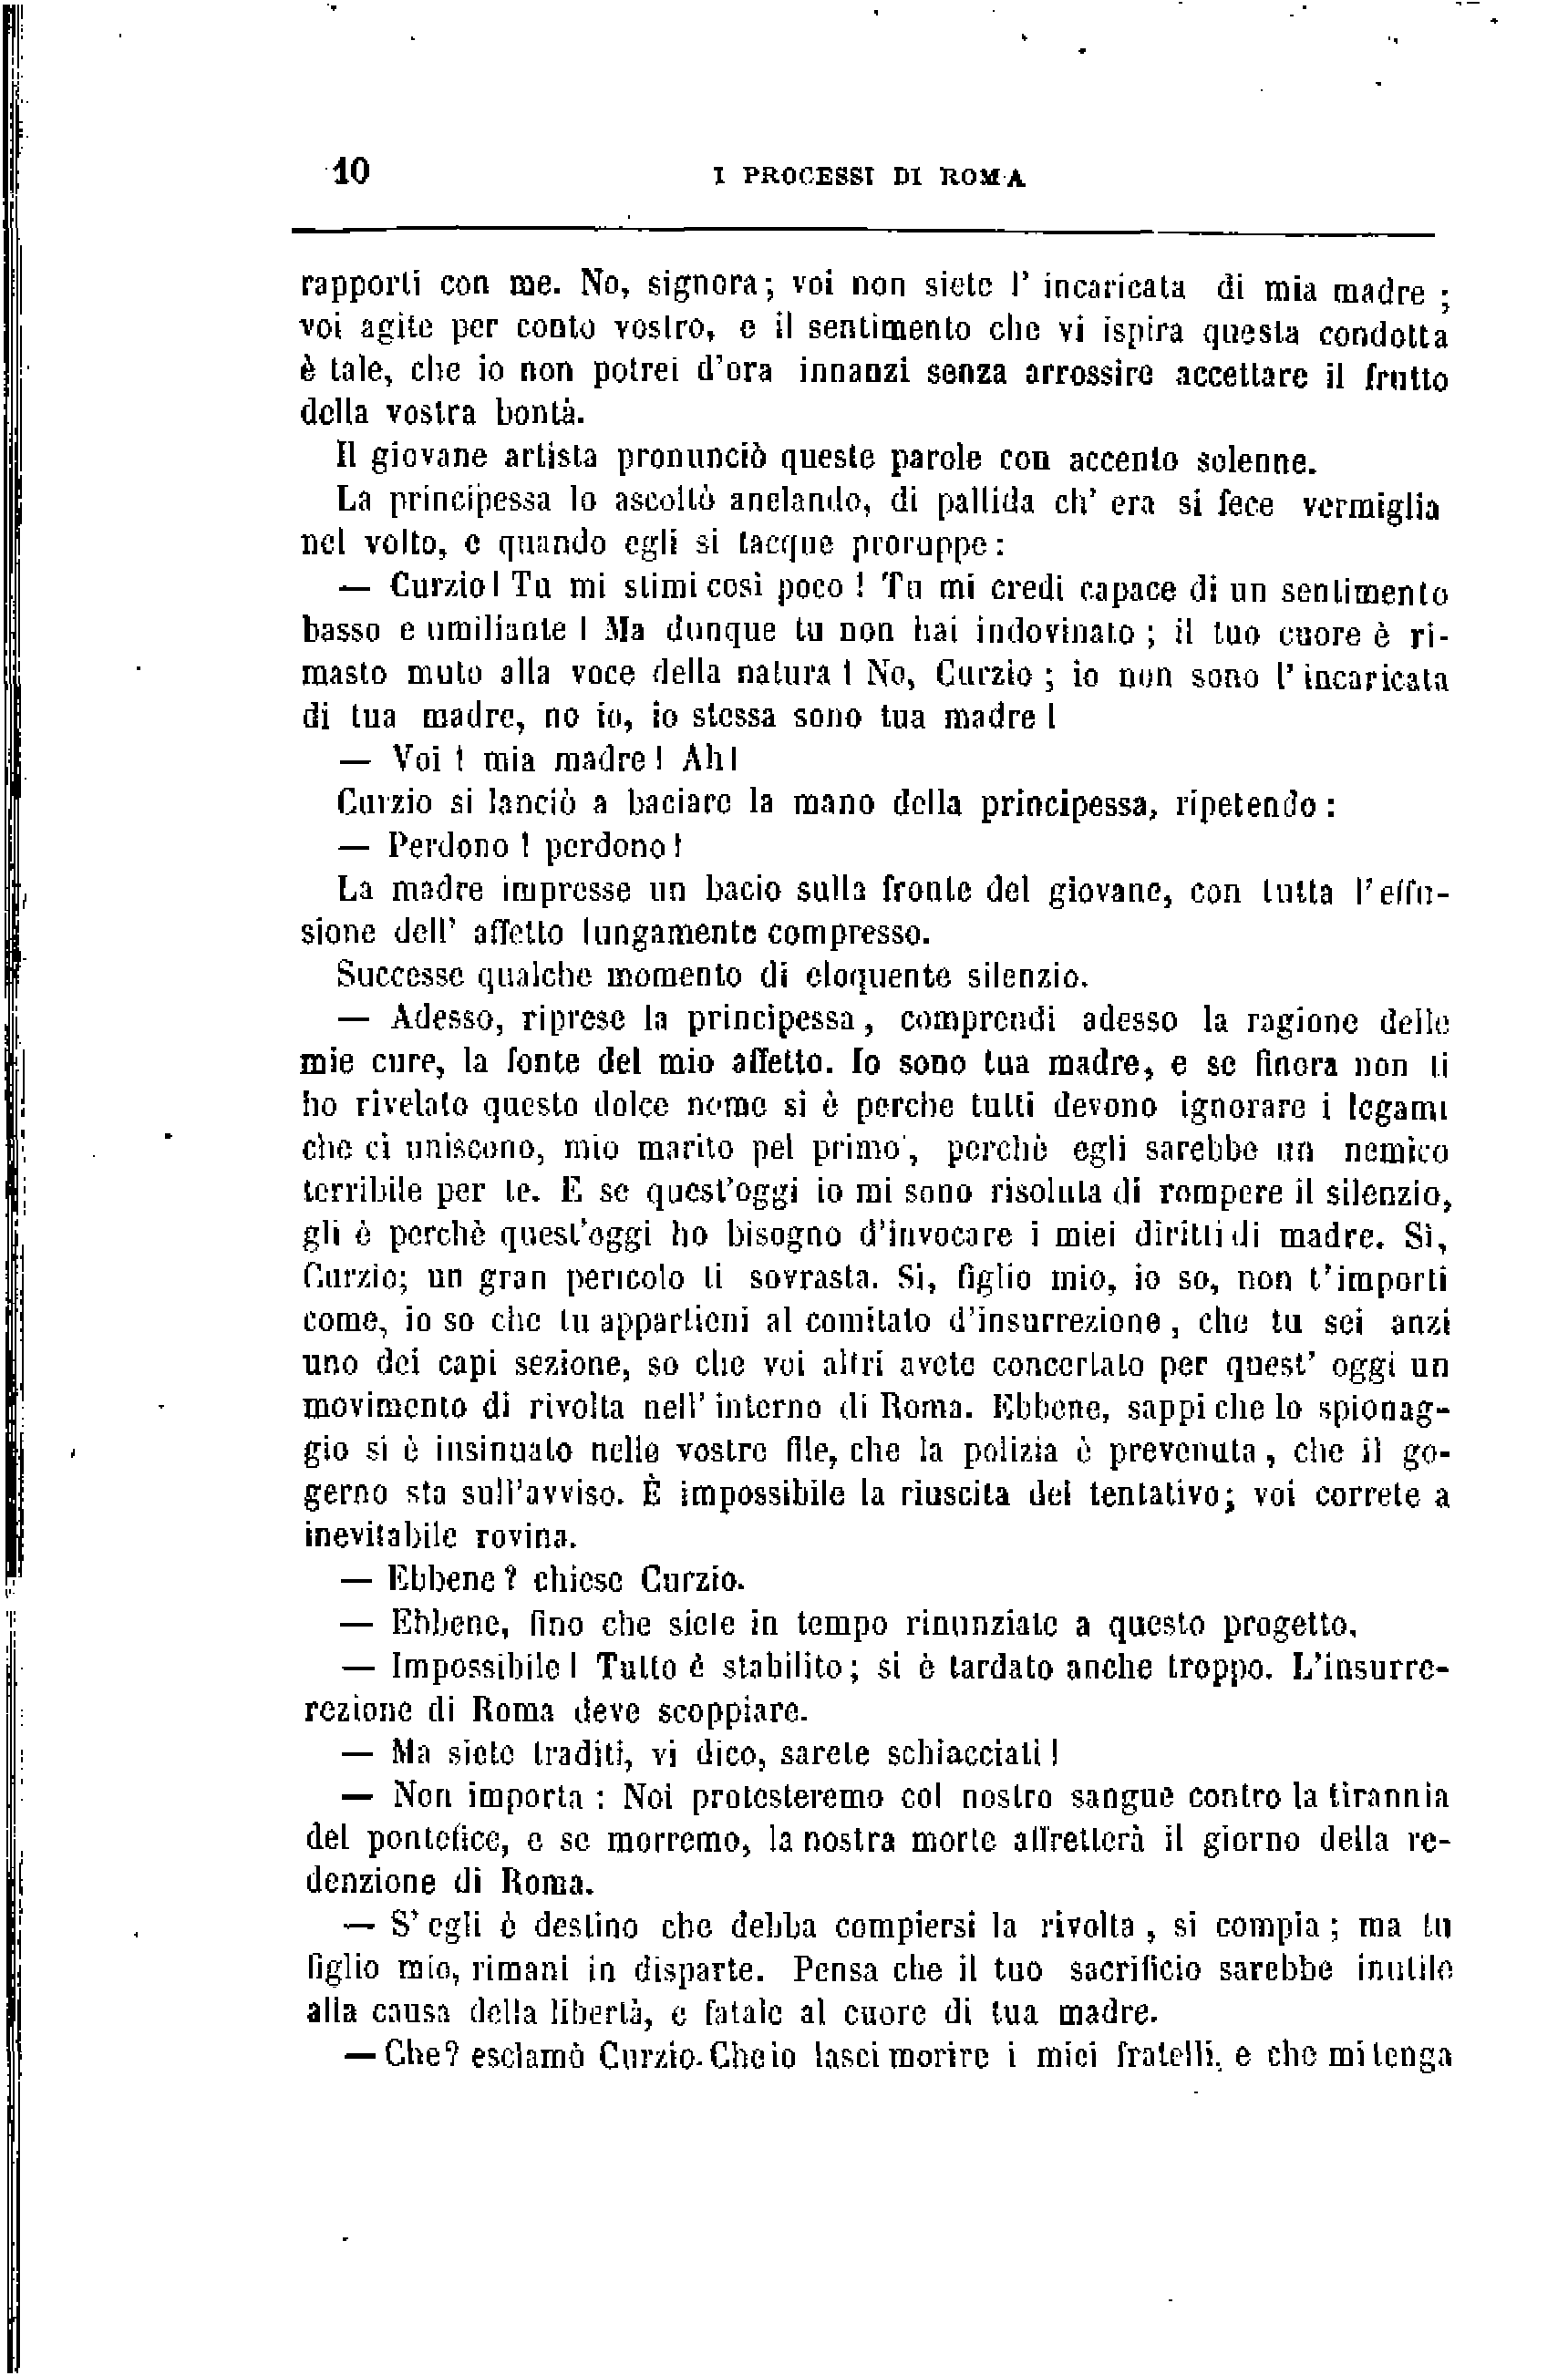 10 I PROCESSI DI ROMA
rapporti con me. No, signora; voi non siete l' incaricata di mia madre ;
voi agite per conto vostro, e il sentimento che vi ispira questa condotta
è tale, che io non potrei d'ora innanzi senza arrossire accettare il frutto
della vostra bontà.
Il giovane artista pronunciò queste parole con accento solenne.
La principessa lo ascoltò anelando, di pallida ch' era si fece vermiglia
nel volto, e quando egli si tacque proruppe:
— Curzio! Tu mi stimi così poco ! Tu mi credi capace di un sentimento
basso e umiliante ! Ma dunque tu non hai indovinato ; il tuo cuore è ri-
masto muto alla voce della natura ! No, Curzio ; io non sono l' incaricata
di tua madre, no io, io stessa sono tua madre !
— Voi ! mia madre ! Ah!
Curzio si lanciò a baciare la mano della principessa, ripetendo :
— Perdono ! perdono !
La madre impresse un bacio sulla fronte del giovane, con tutta l' effu-
sione dell' affetto lungamente compresso.
Successe qualche momento di eloquente silenzio.
— Adesso, riprese la principessa, comprendi adesso la ragione delle
mie cure, la fonte del mio affetto. Io sono tua madre, e se finora non ti
ho rivelato questo dolce nome si è perche tutti devono ignorare i legami
che ci uniscono, mio marito pel primo, perchè egli sarebbe un nemico
terribile per te. E se quest'oggi io mi sono risoluta di rompere il silenzio,
gli è perchè quest'oggi ho bisogno d'invocare i miei diritti di madre. Sì,
Curzio; un gran pericolo ti sovrasta. Si, figlio mio, io so, non t'importi
come, io so che tu appartieni al comitato d'insurrezione, che tu sei anzi
uno dei capi sezione, so che voi altri avete concertato per quest' oggi un
movimento di rivolta nell' interno di Roma. Ebbene, sappi che lo spionag-
gio si è insinuato nelle vostre file, che la polizia è prevenuta, che il go-
gerno sta sull'avviso. È impossibile la riuscita del tentativo; voi correte a
inevitabile rovina.
— Ebbene ? chiese Curzio.
— Ebbene, fino che siete in tempo rinunziate a questo progetto.
— Impossibile ! Tutto è stabilito; si è tardato anche troppo. L'insurre-
rezione di Roma deve scoppiare.
— Ma siete traditi, vi dico, sarete schiacciati !
— Non importa : Noi protesteremo col nostro sangue contro la tirannia
del pontefice, e se morremo, la nostra morte affretterà il giorno della re-
denzione di Roma.
— S' egli è destino che debba compiersi la rivolta, si compia; ma tu
figlio mio, rimani in disparte. Pensa che il tuo sacrificio sarebbe inutile
alla causa della libertà, e fatale al cuore di tua madre.
— Che? esclamò Curzio. Che io lasci morire i miei fratelli, e che mi tenga